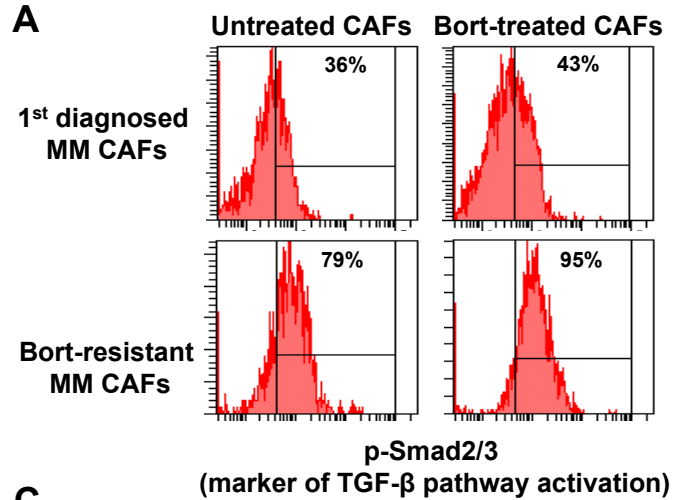 A
Untreated CAFs
Bort-treated CAFs
1st diagnosed
MM CAFs
36%
43%
Bort-resistant
MM CAFs
79%
95%
p-Smad2/3
(marker of TGF-β pathway activation)